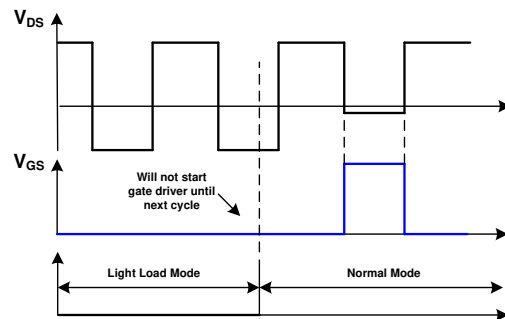 VDS
VGS
Will not start
gate driver until
next cycle
Light Load Mode
Normal Mode